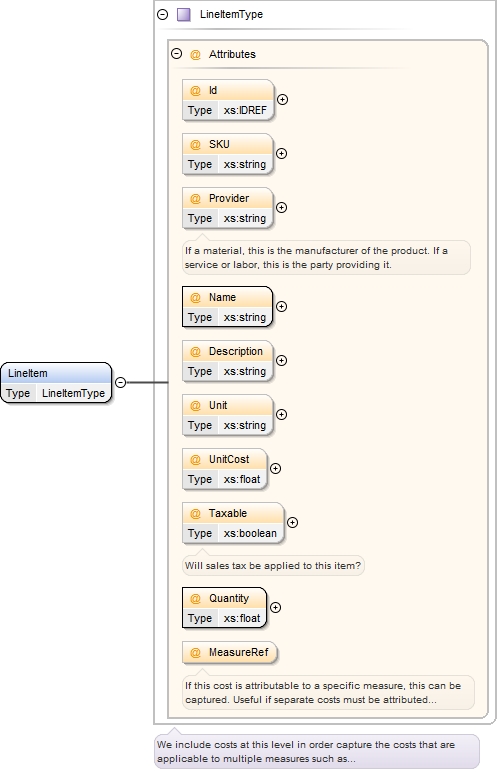 LineItemType
@ Attributes
@ Id
Type xs:IDREF
@ SKU
Type xs:string
@ Provider
Type xs:string
If a material, this is the manufacturer of the product. If a
service or labor, this is the party providing it.
@ Name
Type xs:string
@ Description
Type xs:string
LineItem
Type LineItemType
@ Unit
Type xs:string
@ UnitCost
Type xs:float
@ Taxable
Type xs:boolean
Will sales tax be applied to this item?
@ Quantity
Type xs:float
@ MeasureRef
If this cost is attributable to a specific measure, this can be
captured. Useful if separate costs must be attributed...
We include costs at this level in order capture the costs that are
applicable to multiple measures such as...